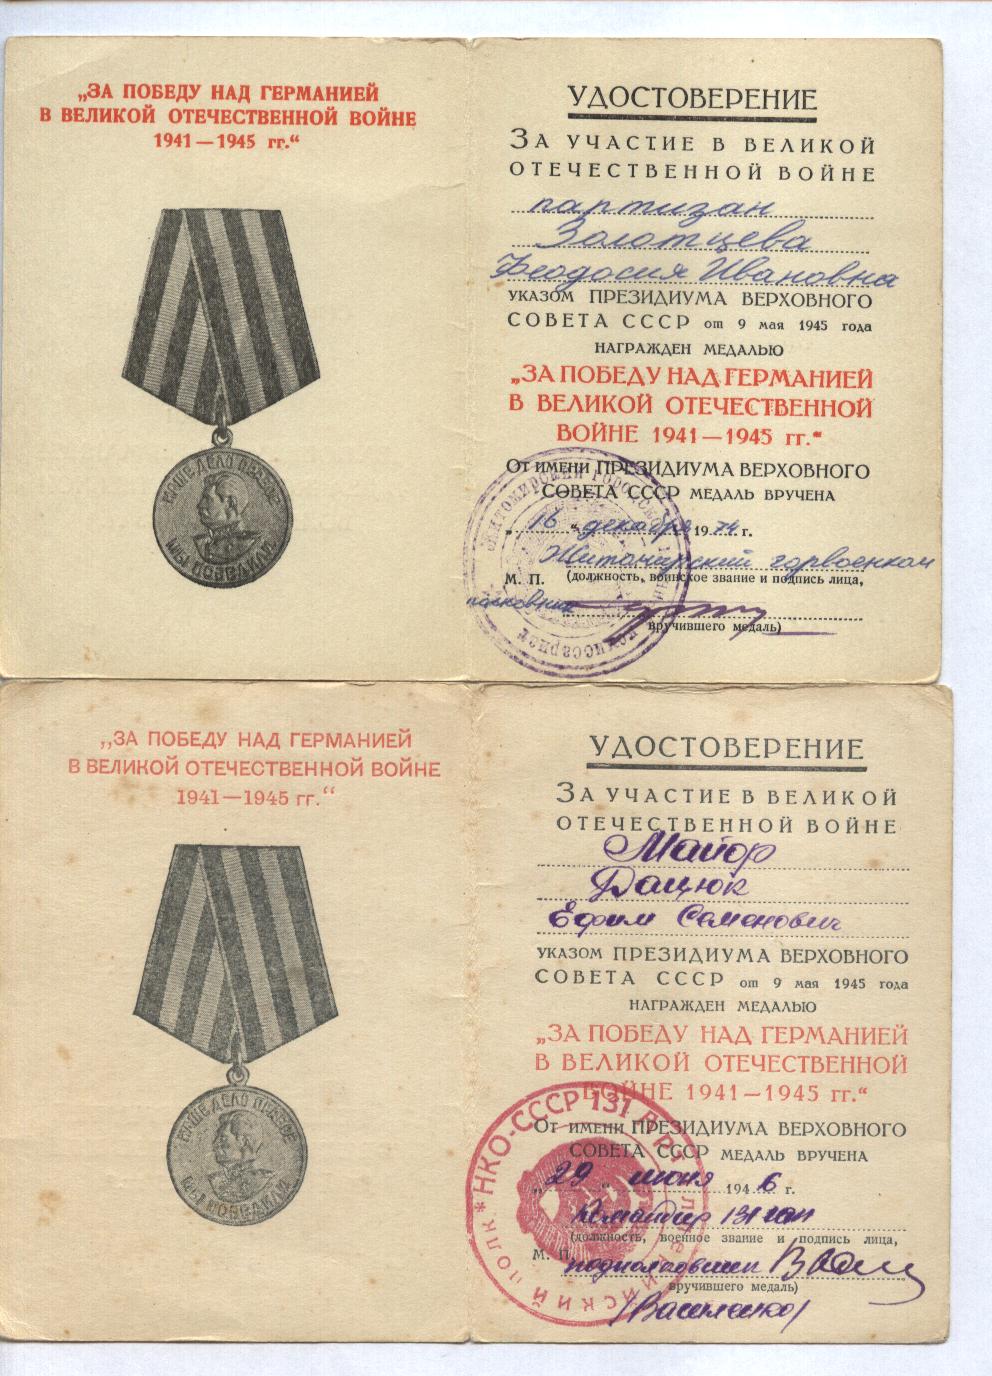 „ЗА ПОБЕДУ НАД ГЕРМАНИЕЙ
В ВЕЛИКОЙ ОТЕЧЕСТВЕННОЙ ВОЙНЕ
1941 — 1945 гг.“
НАШЕ ДЕЛО ПРАВОЕ
МЫ ПОБЕДИЛИ
УДОСТОВЕРЕНИЕ
ЗА УЧАСТИЕ В ВЕЛИКОЙ
ОТЕЧЕСТВЕННОЙ ВОЙНЕ
партизан
Золотцева
Феодосия Ивановна
УКАЗОМ ПРЕЗИДИУМА ВЕРХОВНОГО
СОВЕТА СССР от 9 мая 1945 года
НАГРАЖДЕН МЕДАЛЬЮ
„ЗА ПОБЕДУ НАД ГЕРМАНИЕЙ
В ВЕЛИКОЙ ОТЕЧЕСТВЕННОЙ
ВОЙНЕ 1941 — 1945 гг.“
От имени ПРЕЗИДИУМА ВЕРХОВНОГО
СОВЕТА СССР МЕДАЛЬ ВРУЧЕНА
„16“ декабря 1974 г.
Житомирский горвоенком
М. П. (должность, воинское звание и подпись лица,
полковник
вручившего медаль)
„ЗА ПОБЕДУ НАД ГЕРМАНИЕЙ
В ВЕЛИКОЙ ОТЕЧЕСТВЕННОЙ ВОЙНЕ
1941 — 1945 гг.“
НАШЕ ДЕЛО ПРАВОЕ
МЫ ПОБЕДИЛИ
УДОСТОВЕРЕНИЕ
ЗА УЧАСТИЕ В ВЕЛИКОЙ
ОТЕЧЕСТВЕННОЙ ВОЙНЕ
Майор
Дацюк
Ефим Семенович
УКАЗОМ ПРЕЗИДИУМА ВЕРХОВНОГО
СОВЕТА СССР от 9 мая 1945 года
НАГРАЖДЕН МЕДАЛЬЮ
„ЗА ПОБЕДУ НАД ГЕРМАНИЕЙ
В ВЕЛИКОЙ ОТЕЧЕСТВЕННОЙ
ВОЙНЕ 1941 — 1945 гг.“
От имени ПРЕЗИДИУМА ВЕРХОВНОГО
СОВЕТА СССР МЕДАЛЬ ВРУЧЕНА
„29“ июня 1946 г.
Командир 131
(должность, военное звание и подпись лица,
М. П. подполковник
вручившего медаль)
(Василенко)
НКО-СССР 131
ПОЛК